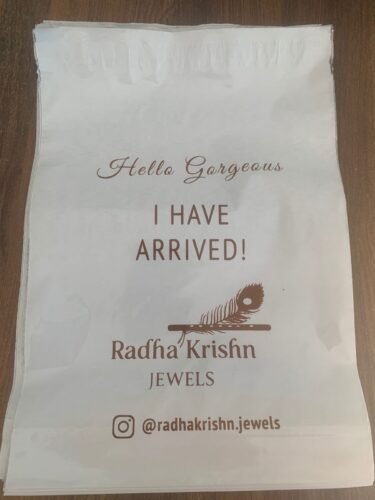 Hello Gorgeous
I HAVE
ARRIVED!
Radha Krishn
JEWELS
@radhakrishn.jewels